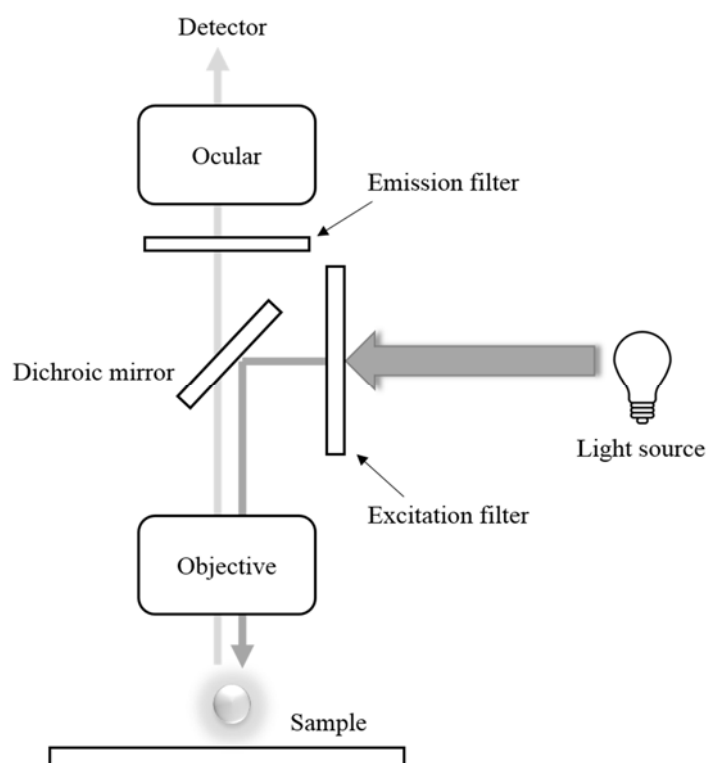 Detector
Ocular
Emission filter
Dichroic mirror
Light source
Excitation filter
Objective
Sample